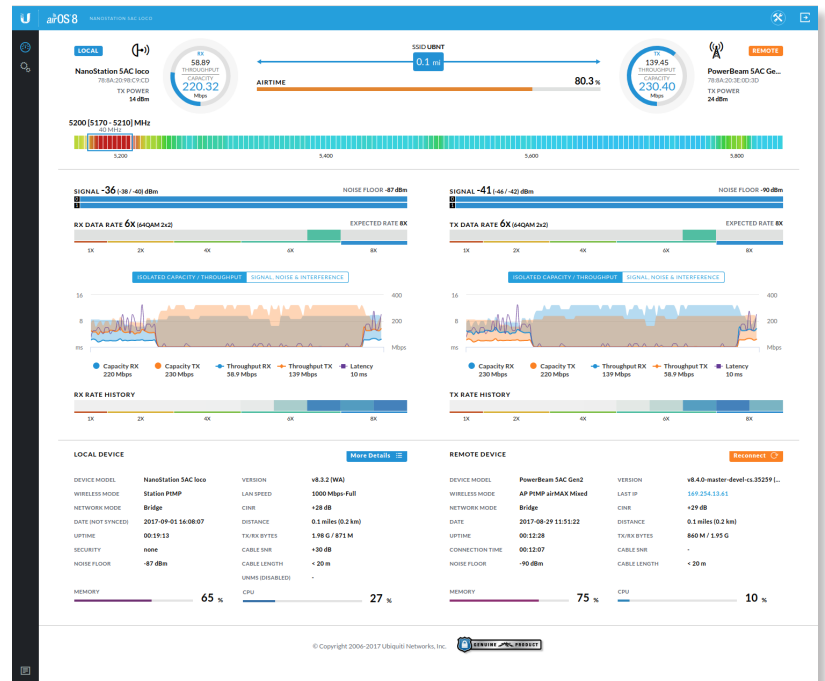 U airOS 8 NANOSTATION 5AC LOCO
LOCAL
NanoStation 5AC loco
78:8A:20:98:C9:CD
TX POWER
14 dBm
RX
58.89
THROUGHPUT
CAPACITY
220.32
Mbps
SSID UBNT
0.1 mi
AIRTIME 80.3 %
TX
139.45
THROUGHPUT
CAPACITY
230.40
Mbps
REMOTE
PowerBeam 5AC Ge...
78:8A:20:3E:0D:3D
TX POWER
24 dBm
5200 [5170 - 5210] MHz
40 MHz
5,200 5,400 5,600 5,800
SIGNAL -36 (-38 / -40) dBm NOISE FLOOR -87 dBm
0
1
RX DATA RATE 6X (64QAM 2x2) EXPECTED RATE 8X
1X 2X 4X 6X 8X
ISOLATED CAPACITY / THROUGHPUT SIGNAL, NOISE & INTERFERENCE
16 400
8 200
ms Mbps
Capacity RX Capacity TX Throughput RX Throughput TX Latency
220 Mbps 230 Mbps 58.9 Mbps 139 Mbps 10 ms
RX RATE HISTORY
1X 2X 4X 6X 8X
SIGNAL -41 (-46 / -42) dBm NOISE FLOOR -90 dBm
0
1
TX DATA RATE 6X (64QAM 2x2) EXPECTED RATE 8X
1X 2X 4X 6X 8X
ISOLATED CAPACITY / THROUGHPUT SIGNAL, NOISE & INTERFERENCE
16 400
8 200
ms Mbps
Capacity RX Capacity TX Throughput RX Throughput TX Latency
230 Mbps 220 Mbps 139 Mbps 58.9 Mbps 10 ms
TX RATE HISTORY
1X 2X 4X 6X 8X
LOCAL DEVICE More Details
DEVICE MODEL NanoStation 5AC loco VERSION v8.3.2 (WA)
WIRELESS MODE Station PtMP LAN SPEED 1000 Mbps-Full
NETWORK MODE Bridge CINR +28 dB
DATE (NOT SYNCED) 2017-09-01 16:08:07 DISTANCE 0.1 miles (0.2 km)
UPTIME 00:19:13 TX/RX BYTES 1.98 G / 871 M
SECURITY none CABLE SNR +30 dB
NOISE FLOOR -87 dBm CABLE LENGTH < 20 m
UNMS (DISABLED) -
MEMORY 65 % CPU 27 %
REMOTE DEVICE Reconnect
DEVICE MODEL PowerBeam 5AC Gen2 VERSION v8.4.0-master-devel-cs.35259 (...
WIRELESS MODE AP PtMP airMAX Mixed LAST IP 169.254.13.61
NETWORK MODE Bridge CINR +29 dB
DATE 2017-08-29 11:51:22 DISTANCE 0.1 miles (0.2 km)
UPTIME 00:12:28 TX/RX BYTES 860 M / 1.95 G
CONNECTION TIME 00:12:07 CABLE SNR -
NOISE FLOOR -90 dBm CABLE LENGTH < 20 m
MEMORY 75 % CPU 10 %
© Copyright 2006-2017 Ubiquiti Networks, Inc. GENUINE PRODUCT